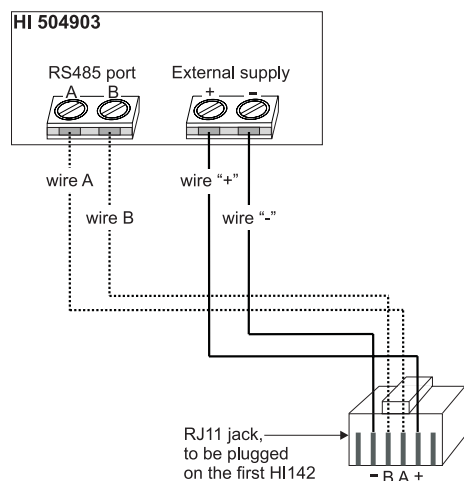 HI 504903
RS485 port
External supply
A B
+ -
wire A
wire "+"
wire B
wire "-"
RJ11 jack,
to be plugged
on the first HI142
- B A +